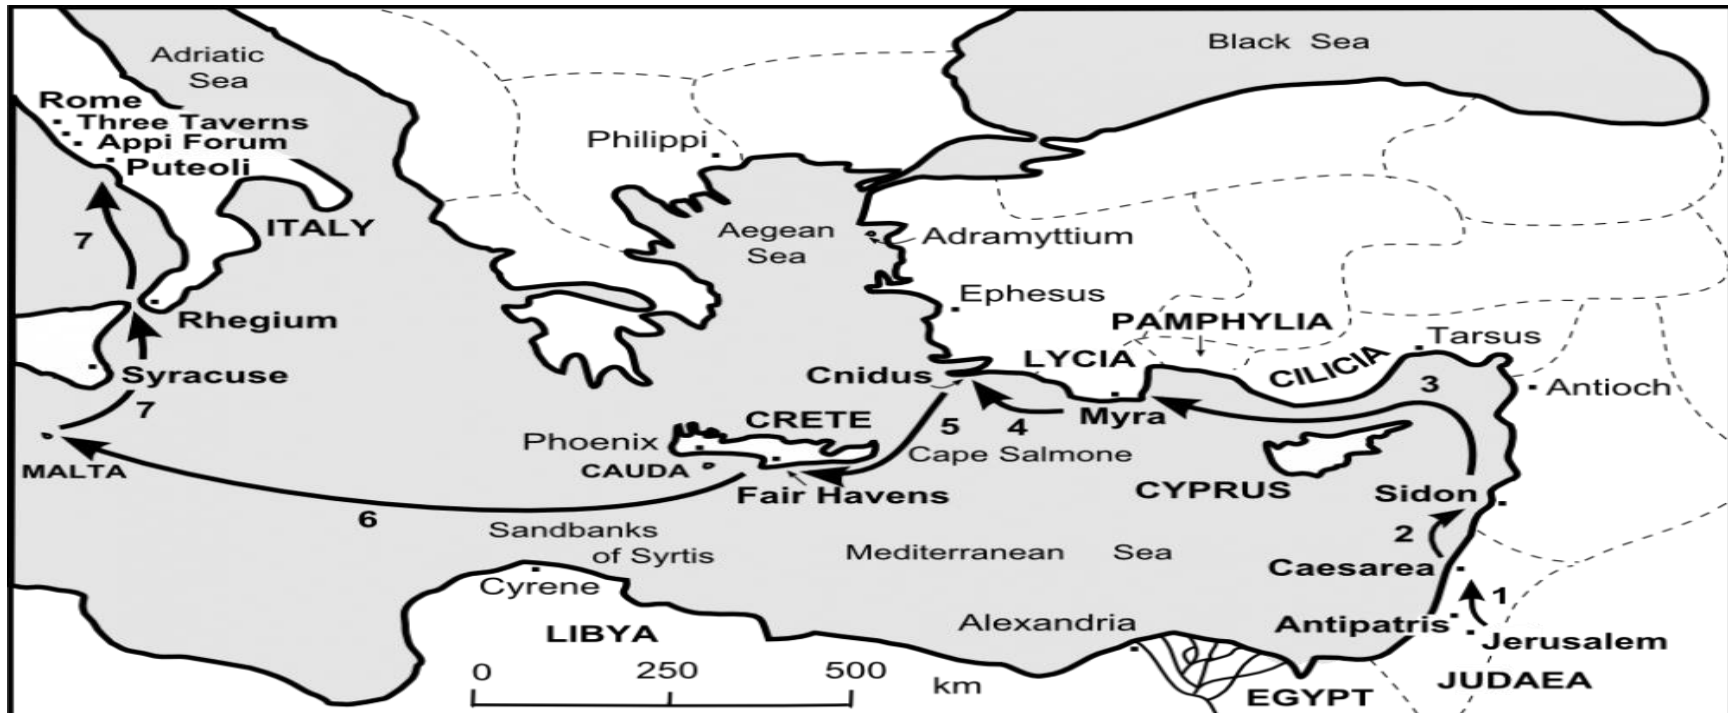 Adriatic
Sea
Black Sea
Rome
Three Taverns
Appi Forum
Puteoli
Philippi
ITALY
7
Aegean
Sea
Adramyttium
Ephesus
Rhegium
PAMPHYLIA
Tarsus
LYCIA
CILICIA
Syracuse
Cnidus
3
Antioch
7
CRETE
5
4
Myra
Phoenix
Cape Salmone
MALTA
CAUDA
Fair Havens
CYPRUS
Sidon
6
Sandbanks
of Syrtis
2
Mediterranean Sea
Caesarea
Cyrene
1
LIBYA
Alexandria
Antipatris
Jerusalem
0 250 500
km
JUDAEA
EGYPT